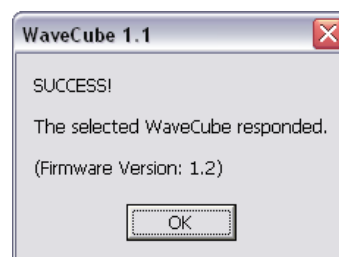 WaveCube 1.1
SUCCESS!
The selected WaveCube responded.
(Firmware Version: 1.2)
OK